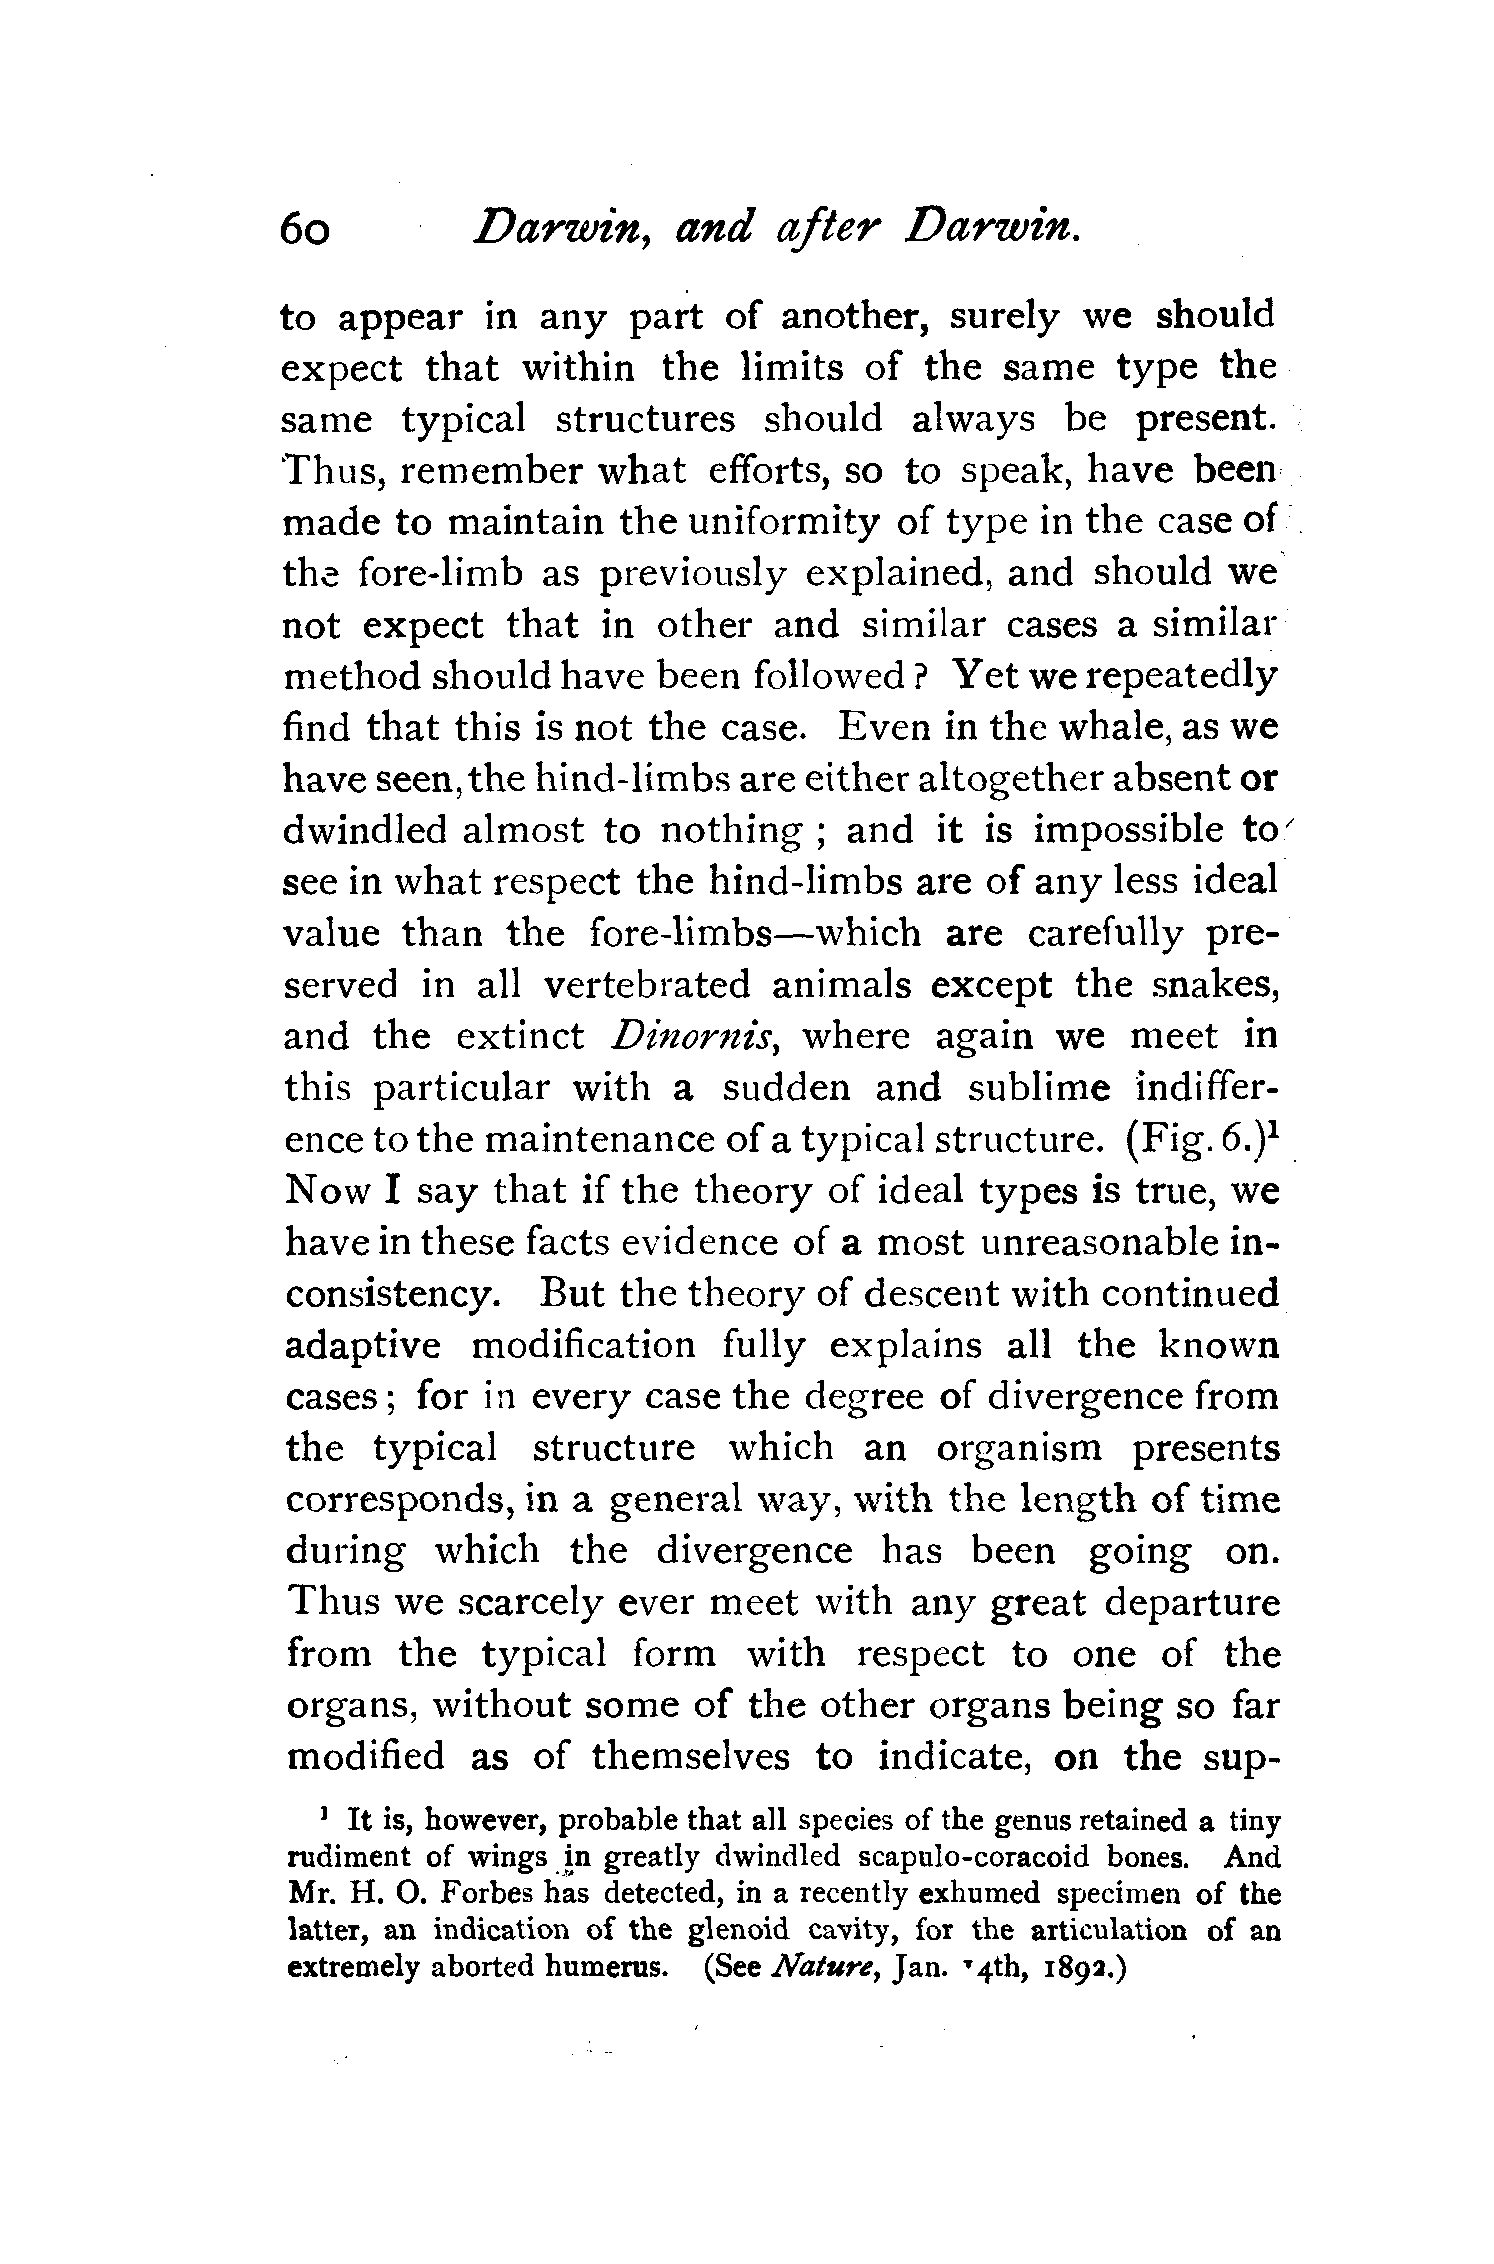 60 Darwin, and after Darwin.
to appear in any part of another, surely we should
expect that within the limits of the same type the
same typical structures should always be present.
Thus, remember what efforts, so to speak, have been
made to maintain the uniformity of type in the case of
the fore-limb as previously explained, and should we
not expect that in other and similar cases a similar
method should have been followed? Yet we repeatedly
find that this is not the case. Even in the whale, as we
have seen, the hind-limbs are either altogether absent or
dwindled almost to nothing; and it is impossible to
see in what respect the hind-limbs are of any less ideal
value than the fore-limbs—which are carefully pre-
served in all vertebrated animals except the snakes,
and the extinct Dinornis, where again we meet in
this particular with a sudden and sublime indiffer-
ence to the maintenance of a typical structure. (Fig. 6.)¹
Now I say that if the theory of ideal types is true, we
have in these facts evidence of a most unreasonable in-
consistency. But the theory of descent with continued
adaptive modification fully explains all the known
cases; for in every case the degree of divergence from
the typical structure which an organism presents
corresponds, in a general way, with the length of time
during which the divergence has been going on.
Thus we scarcely ever meet with any great departure
from the typical form with respect to one of the
organs, without some of the other organs being so far
modified as of themselves to indicate, on the sup-
¹ It is, however, probable that all species of the genus retained a tiny
rudiment of wings in greatly dwindled scapulo-coracoid bones. And
Mr. H. O. Forbes has detected, in a recently exhumed specimen of the
latter, an indication of the glenoid cavity, for the articulation of an
extremely aborted humerus. (See Nature, Jan. 14th, 1892.)